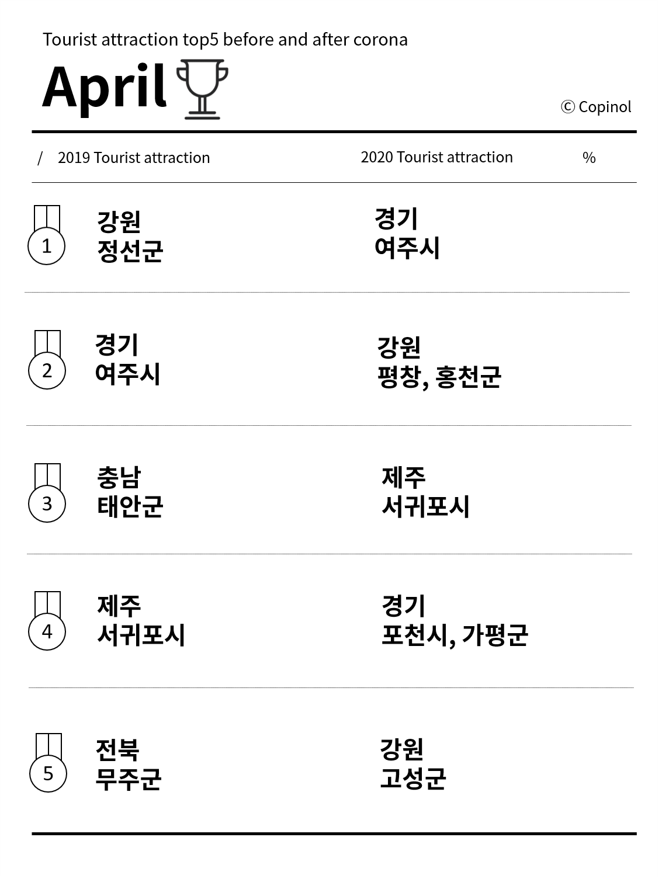 Tourist attraction top5 before and after corona
April
© Copinol
/ 2019 Tourist attraction 2020 Tourist attraction %
1
강원
정선군
경기
여주시
2
경기
여주시
강원
평창, 홍천군
3
충남
태안군
제주
서귀포시
4
제주
서귀포시
경기
포천시, 가평군
5
전북
무주군
강원
고성군